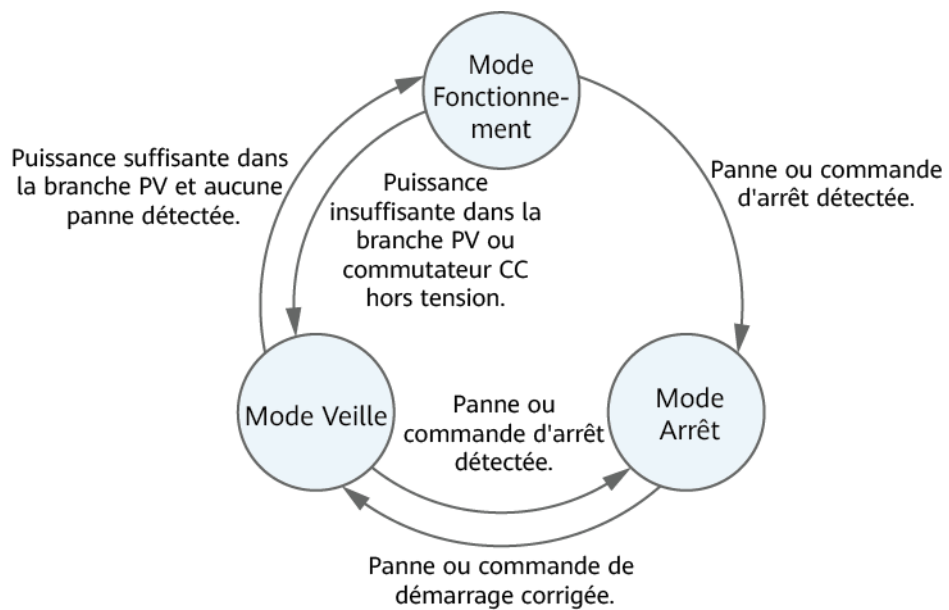 Mode
Fonctionne-
ment
Puissance suffisante dans
la branche PV et aucune
panne détectée.
Puissance
insuffisante dans la
branche PV ou
commutateur CC
hors tension.
Panne ou commande
d'arrêt détectée.
Mode Veille
Panne ou
commande d'arrêt
détectée.
Mode
Arrêt
Panne ou commande de
démarrage corrigée.